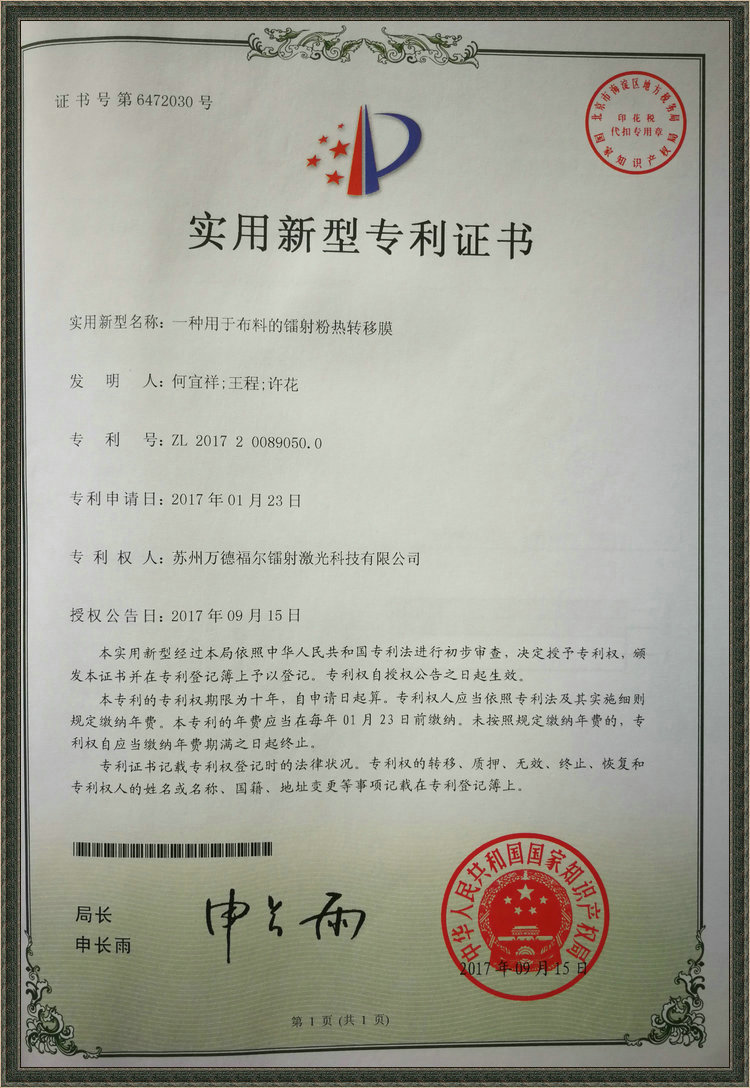 证书号第6472030号
北京市海淀区地方税务局
印花税
代扣专用章
国家知识产权局
实用新型专利证书
实用新型名称：一种用于布料的镭射粉热转移膜
发明人：何宜祥;王程;许花
专利号：ZL 2017 2 0089050.0
专利申请日：2017年01月23日
专利权人：苏州万德福尔镭射激光科技有限公司
授权公告日：2017年09月15日
本实用新型经过本局依照中华人民共和国专利法进行初步审查，决定授予专利权，颁
发本证书并在专利登记簿上予以登记。专利权自授权公告之日起生效。
本专利的专利权期限为十年，自申请日起算。专利权人应当依照专利法及其实施细则
规定缴纳年费。本专利的年费应当在每年01月23日前缴纳。未按照规定缴纳年费的，专
利权自应当缴纳年费期满之日起终止。
专利证书记载专利权登记时的法律状况。专利权的转移、质押、无效、终止、恢复和
专利权人的姓名或名称、国籍、地址变更等事项记载在专利登记簿上。
局长
申长雨
申长雨
中华人民共和国国家知识产权局
2017年09月15日
第1页(共1页)